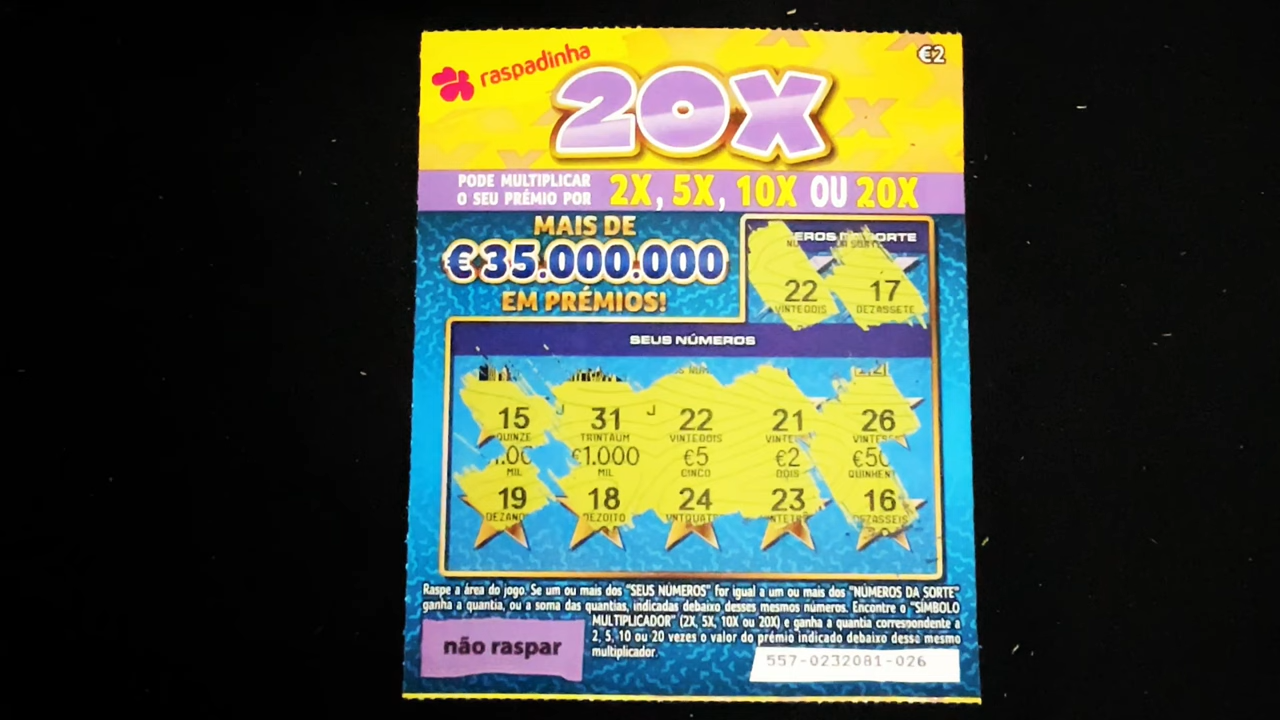 raspadinha
€2
20X
PODE MULTIPLICAR
O SEU PRÉMIO POR
2X, 5X, 10X OU 20X
MAIS DE
€35.000.000
EM PRÉMIOS!
22 17
VINTEDOIS DEZASSETE
SEUS NÚMEROS
15 31 22 21 26
QUINZE TRINTAUM VINTEDOIS
€1.000 €5 €2
MIL MIL CINCO DOIS
19 18 24 23 16
DEZASSEIS
Raspe a área do jogo. Se um ou mais dos "SEUS NÚMEROS" for igual a um ou mais dos "NÚMEROS DA SORTE"
ganha a quantia, ou a soma das quantias, indicadas debaixo desses mesmos números. Encontre o "SÍMBOLO
MULTIPLICADOR" (2X, 5X, 10X ou 20X) e ganha a quantia correspondente a
2, 5, 10 ou 20 vezes o valor do prémio indicado debaixo desse mesmo
multiplicador.
não raspar
557-0232081-026